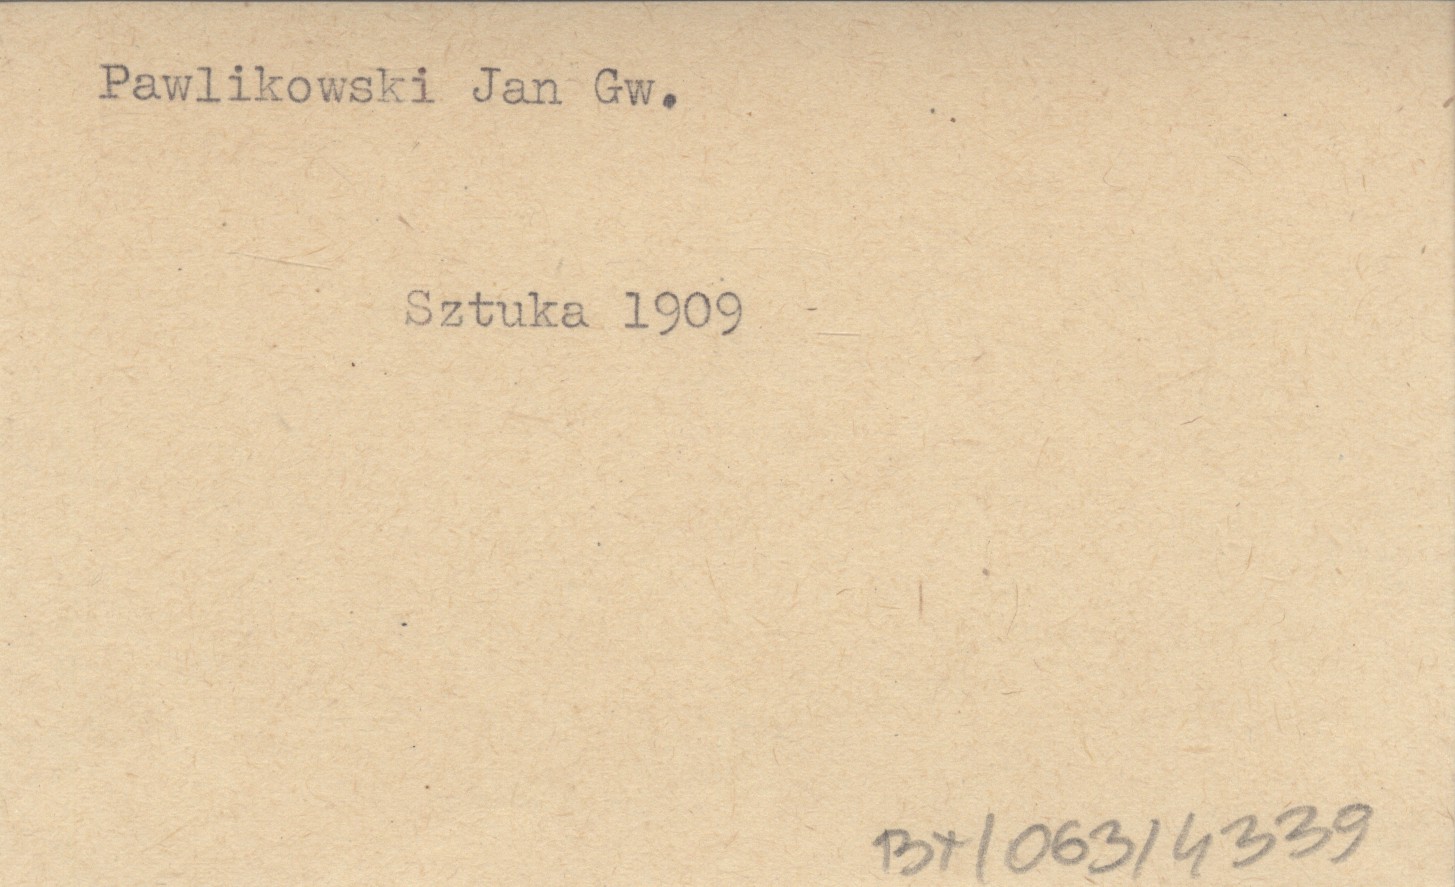 Pawlikowski Jan Gw.
Sztuka 1909
Bt/063/4339